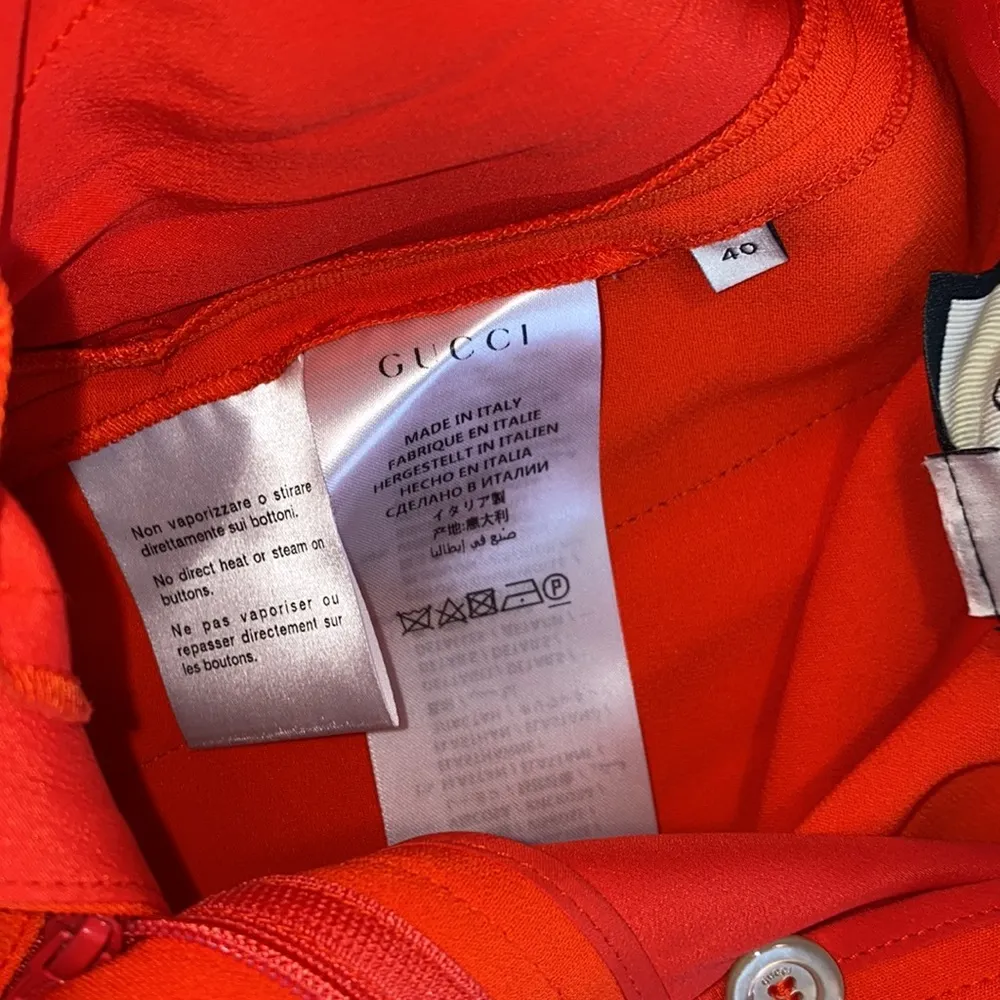 40
GUCCI
MADE IN ITALY
FABRIQUE EN ITALIE
HERGESTELLT IN ITALIEN
HECHO EN ITALIA
СДЕЛАНО В ИТАЛИИ
イタリア製
产地:意大利
صنع في إيطاليا
P
Non vaporizzare o stirare
direttamente sui bottoni.
No direct heat or steam on
buttons.
Ne pas vaporiser ou
repasser directement sur
les boutons.
GUCCI